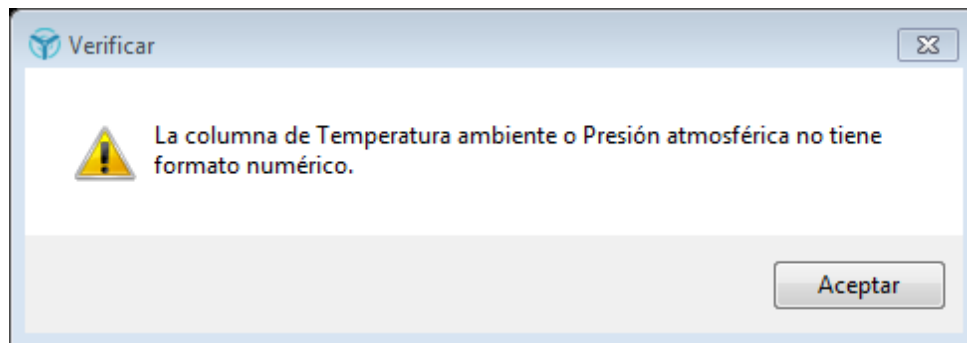 Verificar
La columna de Temperatura ambiente o Presión atmosférica no tiene
formato numérico.
Aceptar